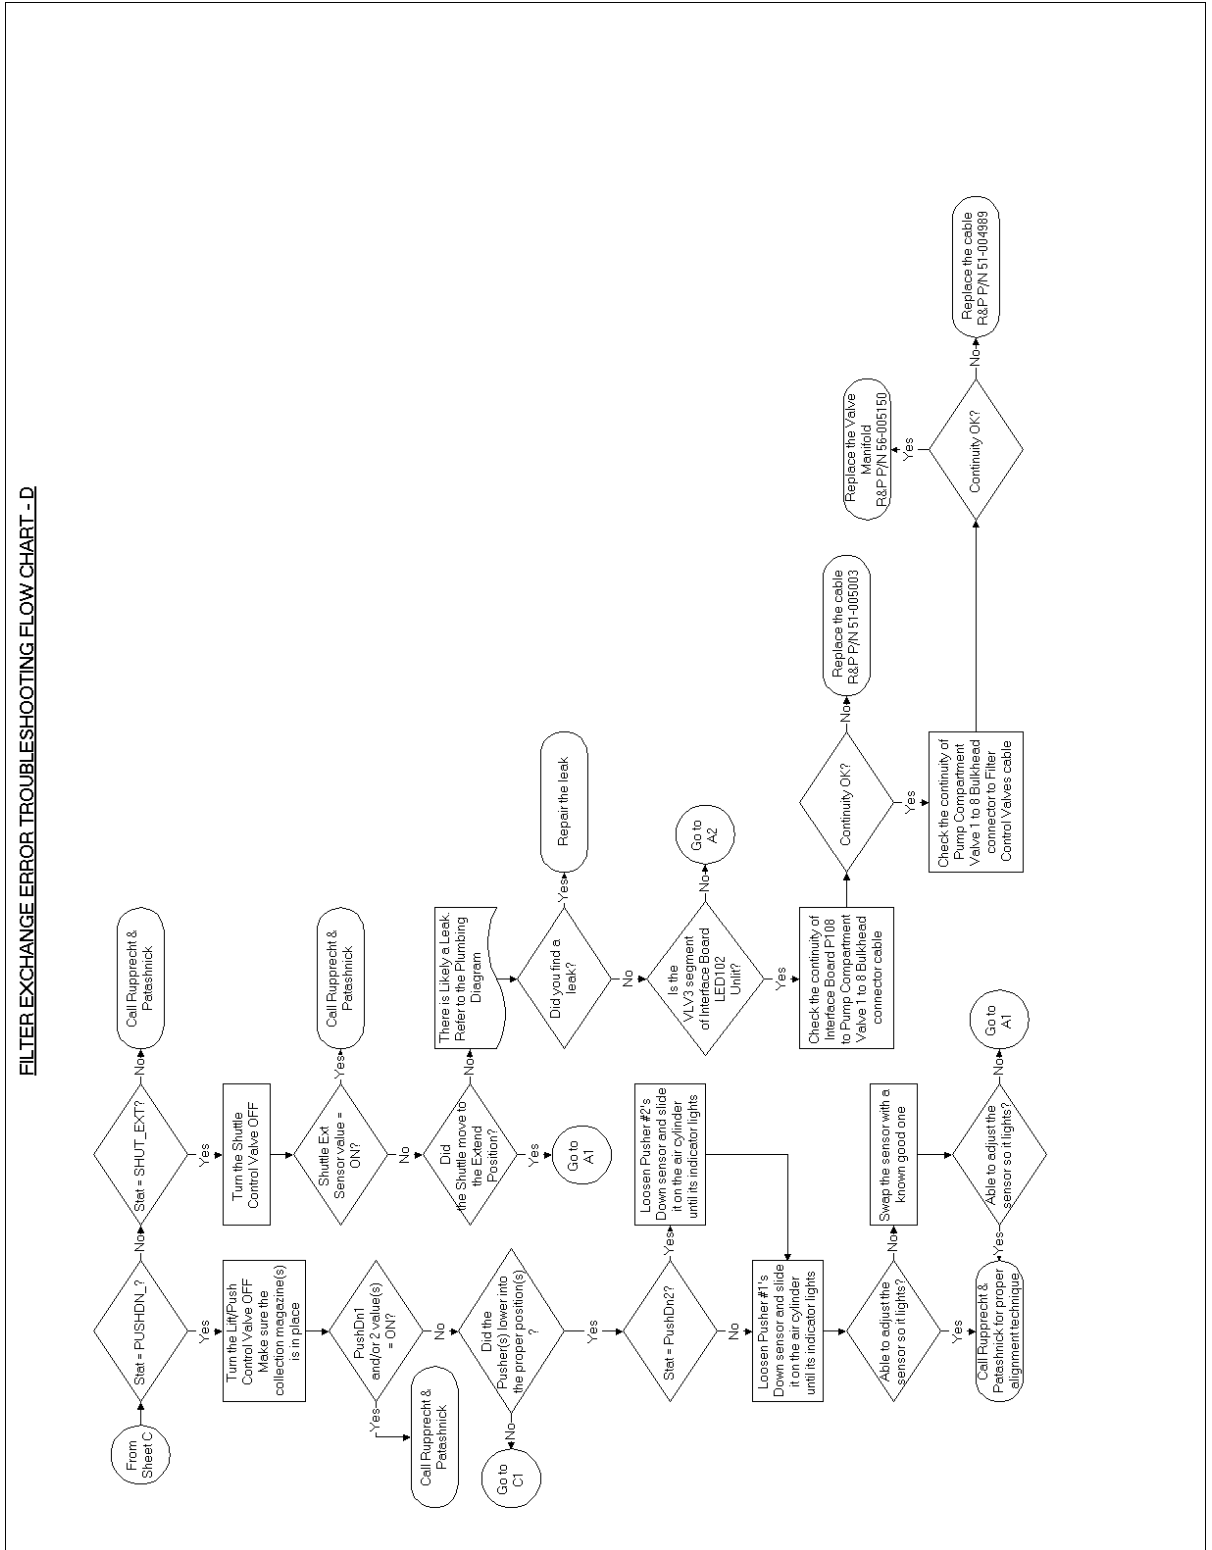 FILTER EXCHANGE ERROR TROUBLESHOOTING FLOW CHART - D
From
Sheet C
Stat = PUSHDN_?
No
Stat = SHUT_EXT?
No
Call Rupprecht &
Patashnick
Yes
Turn the Lift/Push
Control Valve OFF
Make sure the
collection magazine(s)
is in place
Yes
Turn the Shuttle
Control Valve OFF
PushDn1
and/or 2 value(s)
= ON?
Yes
Call Rupprecht &
Patashnick
No
Shuttle Ext
Sensor value =
ON?
Yes
Call Rupprecht &
Patashnick
No
Did the
Pusher(s) lower into
the proper position(s)
?
No
Go to
C1
Yes
Did
the Shuttle move to
the Extend
Position?
No
There is Likely a Leak.
Refer to the Plumbing
Diagram
Yes
Go to
A1
Did you find a
leak?
Yes
Repair the leak
No
Stat = PushDn2?
Yes
Loosen Pusher #2's
Down sensor and slide
it on the air cylinder
until its indicator lights
No
Is the
VLV3 segment
of Interface Board
LED102
Unlit?
No
Go to
A2
Yes
Loosen Pusher #1's
Down sensor and slide
it on the air cylinder
until its indicator lights
Check the continuity of
Interface Board P108
to Pump Compartment
Valve 1 to 8 Bulkhead
connector cable
Continuity OK?
No
Replace the cable
R&P P/N 51-005003
Yes
Able to adjust the
sensor so it lights?
No
Swap the sensor with a
known good one
Yes
Call Rupprecht &
Patashnick for proper
alignment technique
Yes
Able to adjust the
sensor so it lights?
No
Go to
A1
Check the continuity of
Pump Compartment
Valve 1 to 8 Bulkhead
connector to Filter
Control Valves cable
Continuity OK?
Yes
Replace the Valve
Manifold
R&P P/N 56-005150
No
Replace the cable
R&P P/N 51-004989